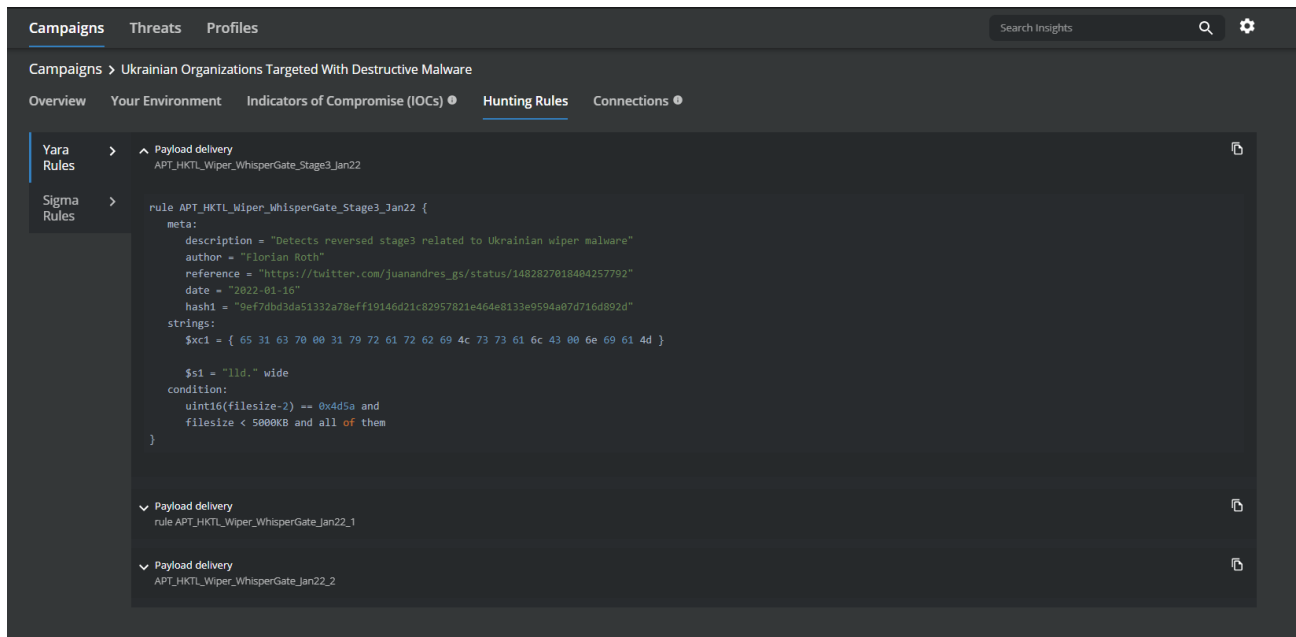 Campaigns Threats Profiles Search Insights
Campaigns > Ukrainian Organizations Targeted With Destructive Malware
Overview Your Environment Indicators of Compromise (IOCs) Hunting Rules Connections
Yara Rules
Sigma Rules
Payload delivery
APT_HKTL_Wiper_WhisperGate_Stage3_Jan22
rule APT_HKTL_Wiper_WhisperGate_Stage3_Jan22 {
meta:
description = "Detects reversed stage3 related to Ukrainian wiper malware"
author = "Florian Roth"
reference = "https://twitter.com/juanandres_gs/status/1482827018404257792"
date = "2022-01-16"
hash1 = "9ef7dbd3da51332a78eff19146d21c82957821e464e8133e9594a07d716d892d"
strings:
$xc1 = { 65 31 63 70 00 31 79 72 61 72 62 69 4c 73 73 61 6c 43 00 6e 69 61 4d }
$s1 = "lld." wide
condition:
uint16(filesize-2) == 0x4d5a and
filesize < 5000KB and all of them
}
Payload delivery
rule APT_HKTL_Wiper_WhisperGate_Jan22_1
Payload delivery
APT_HKTL_Wiper_WhisperGate_Jan22_2